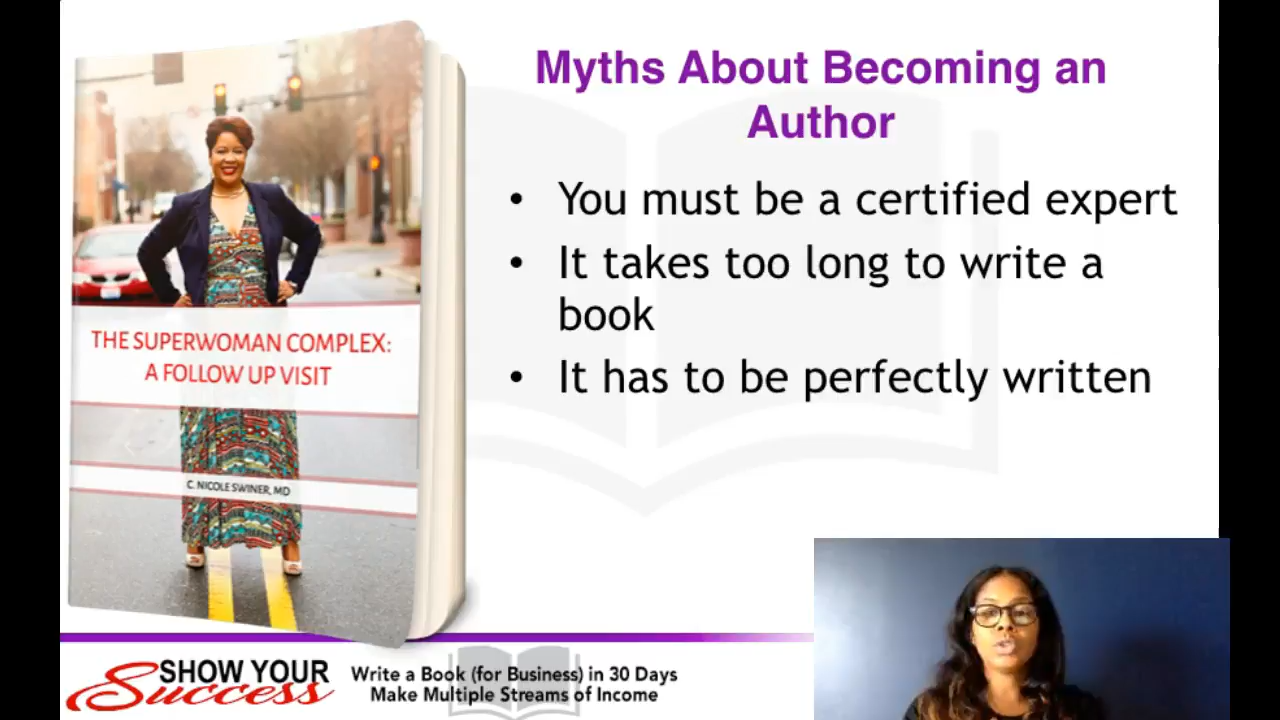 Myths About Becoming an
Author
• You must be a certified expert
• It takes too long to write a
book
• It has to be perfectly written
THE SUPERWOMAN COMPLEX:
A FOLLOW UP VISIT
C. NICOLE SWINER, MD
SHOW YOUR
Success
Write a Book (for Business) in 30 Days
Make Multiple Streams of Income